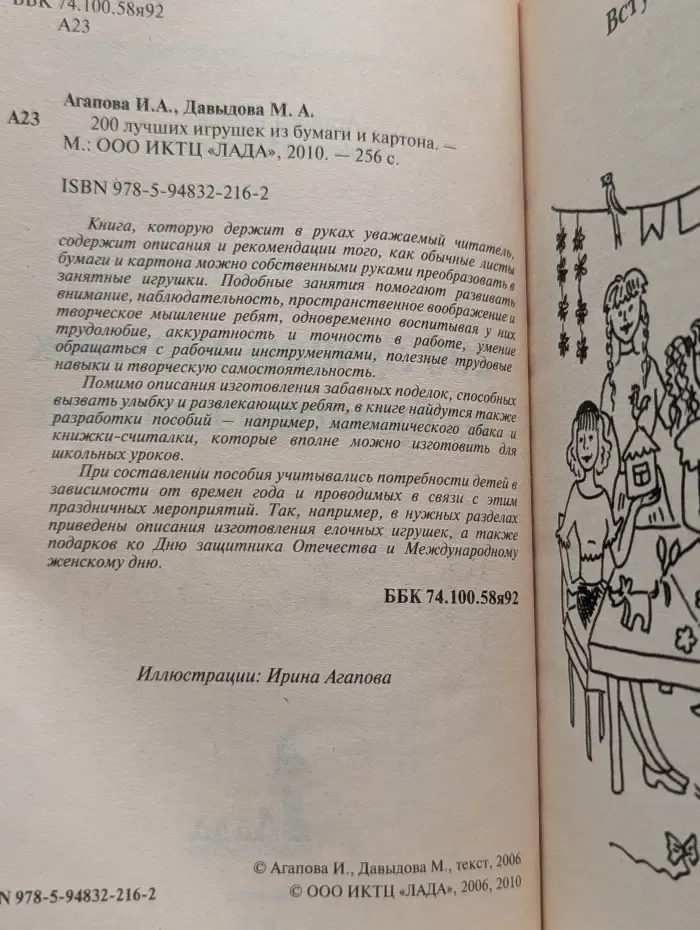 ББК 74.100.58я92
А23
Агапова И.А., Давыдова М. А.
А23
200 лучших игрушек из бумаги и картона. —
М.: ООО ИКТЦ «ЛАДА», 2010. — 256 с.
ISBN 978-5-94832-216-2
Книга, которую держит в руках уважаемый читатель,
содержит описания и рекомендации того, как обычные листы
бумаги и картона можно собственными руками преобразовать в
занятные игрушки. Подобные занятия помогают развивать
внимание, наблюдательность, пространственное воображение и
творческое мышление ребят, одновременно воспитывая у них
трудолюбие, аккуратность и точность в работе, умение
обращаться с рабочими инструментами, полезные трудовые
навыки и творческую самостоятельность.
Помимо описания изготовления забавных поделок, способных
вызвать улыбку и развлекающих ребят, в книге найдутся также
разработки пособий — например, математического абака и
книжки-считалки, которые вполне можно изготовить для
школьных уроков.
При составлении пособия учитывались потребности детей в
зависимости от времен года и проводимых в связи с этим
праздничных мероприятий. Так, например, в нужных разделах
приведены описания изготовления елочных игрушек, а также
подарков ко Дню защитника Отечества и Международному
женскому дню.
ББК 74.100.58я92
Иллюстрации: Ирина Агапова
© Агапова И., Давыдова М., текст, 2006
N 978-5-94832-216-2
© ООО ИКТЦ «ЛАДА», 2006, 2010